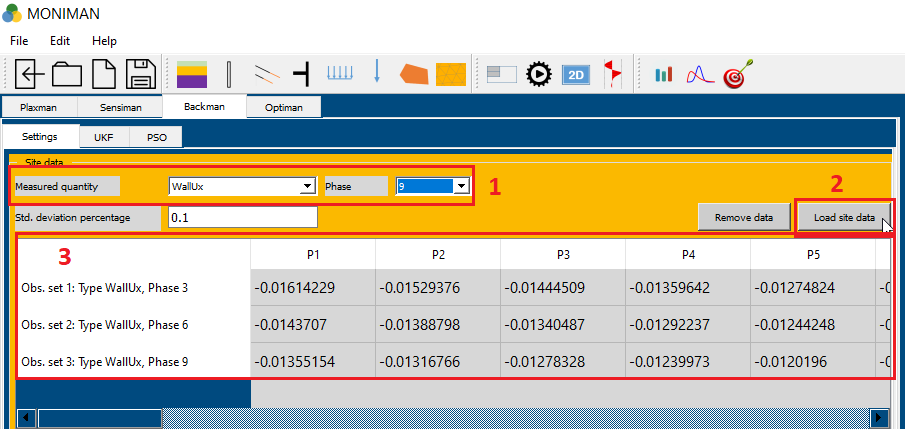 MONIMAN
File Edit Help
2D
Plaxman Sensiman Backman Optiman
Settings UKF PSO
Site data
Measured quantity WallUx Phase 9 1 2
Std. deviation percentage 0.1 Remove data Load site data
3 P1 P2 P3 P4 P5
Obs. set 1: Type WallUx, Phase 3 -0.01614229 -0.01529376 -0.01444509 -0.01359642 -0.01274824 -0
Obs. set 2: Type WallUx, Phase 6 -0.0143707 -0.01388798 -0.01340487 -0.01292237 -0.01244248 -0
Obs. set 3: Type WallUx, Phase 9 -0.01355154 -0.01316766 -0.01278328 -0.01239973 -0.0120196 -0